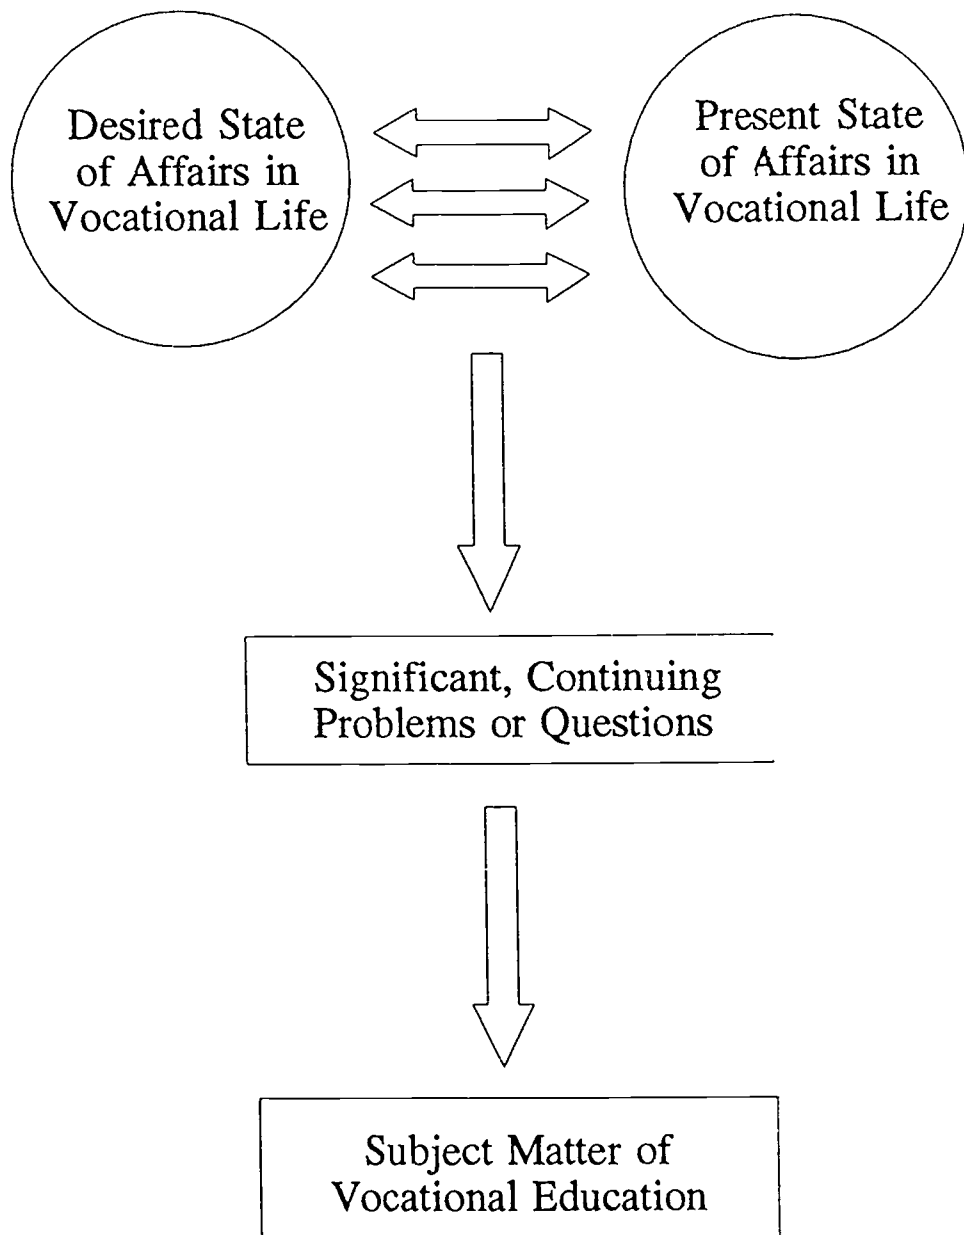 Desired State
of Affairs in
Vocational Life
Present State
of Affairs in
Vocational Life
Significant, Continuing
Problems or Questions
Subject Matter of
Vocational Education